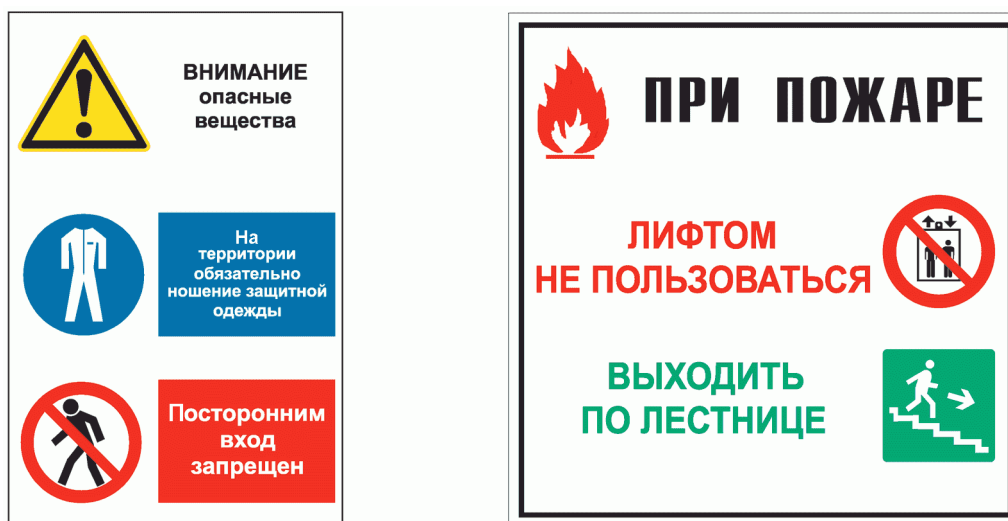 ВНИМАНИЕ
опасные
вещества
На
территории
обязательно
ношение защитной
одежды
Посторонним
вход
запрещен
ПРИ ПОЖАРЕ
ЛИФТОМ
НЕ ПОЛЬЗОВАТЬСЯ
ВЫХОДИТЬ
ПО ЛЕСТНИЦЕ